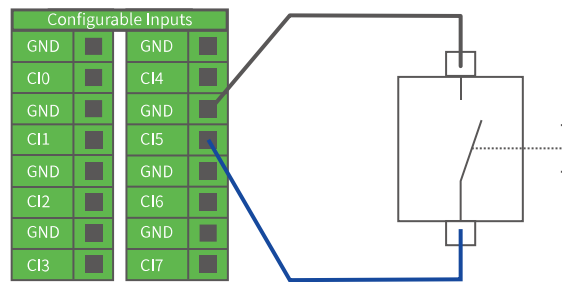 Configurable Inputs
GND GND
CI0 CI4
GND GND
CI1 CI5
GND GND
CI2 CI6
GND GND
CI3 CI7